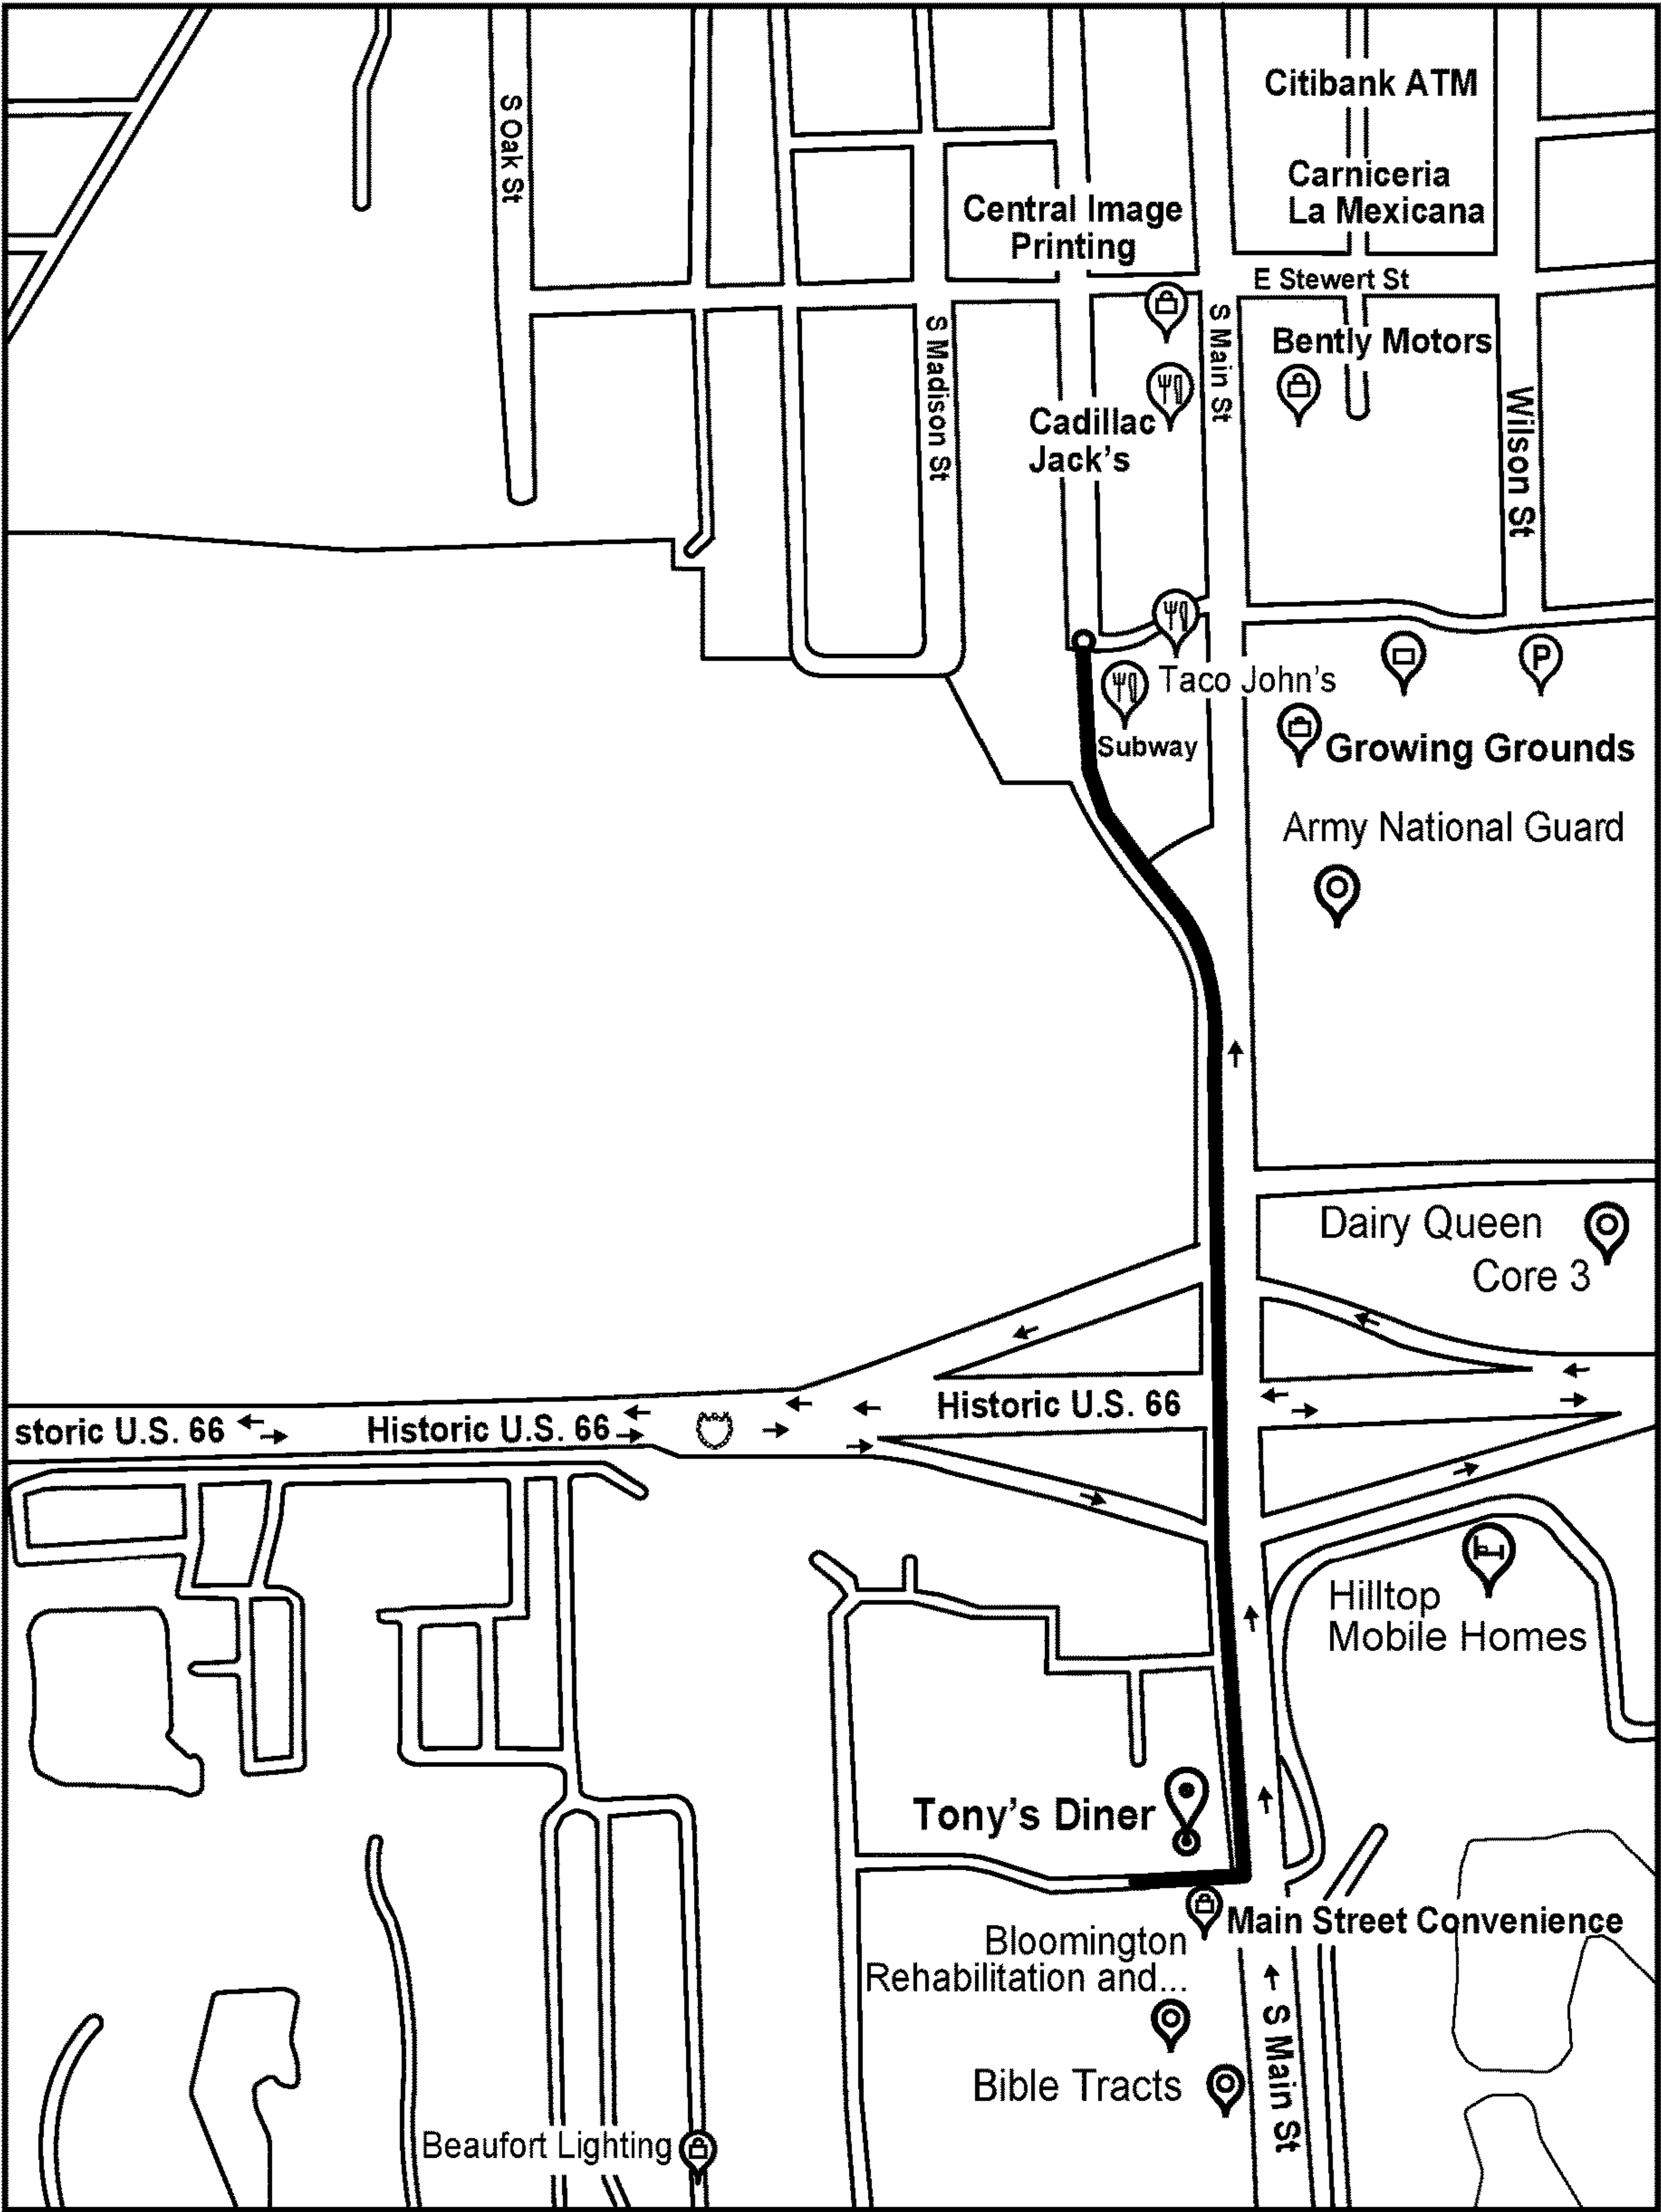 Citibank ATM
S Oak St
Carniceria
La Mexicana
Central Image
Printing
E Stewert St
S Main St
S Madison St
Bently Motors
Cadillac
Jack's
Wilson St
Taco John's
P
Subway
Growing Grounds
Army National Guard
Dairy Queen
Core 3
Historic U.S. 66
storic U.S. 66
Historic U.S. 66
Hilltop
Mobile Homes
Tony's Diner
Main Street Convenience
Bloomington
Rehabilitation and...
S Main St
Bible Tracts
Beaufort Lighting